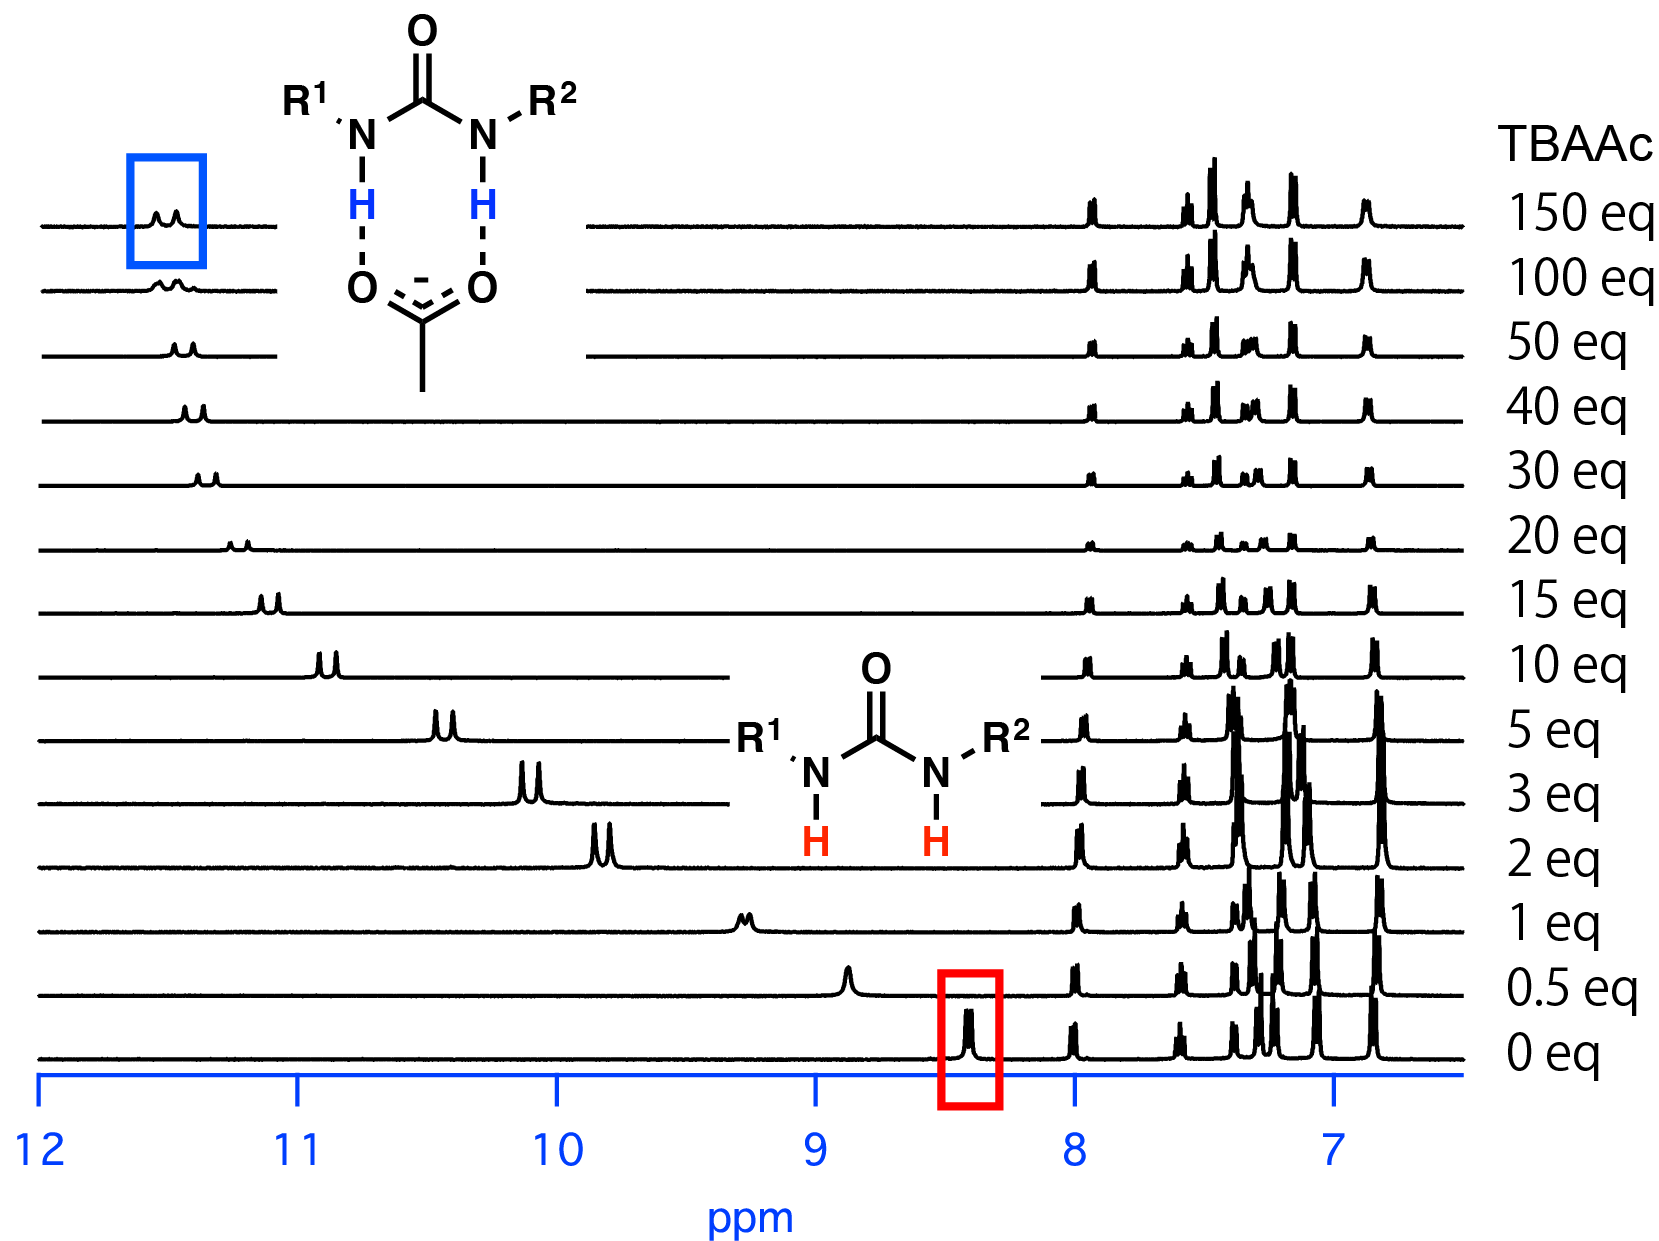 O
R1 N N R2
H H
O - O
TBAAc
150 eq
100 eq
50 eq
40 eq
30 eq
20 eq
15 eq
10 eq
5 eq
3 eq
2 eq
1 eq
0.5 eq
0 eq
O
R1 N N R2
H H
12 11 10 9 8 7
ppm